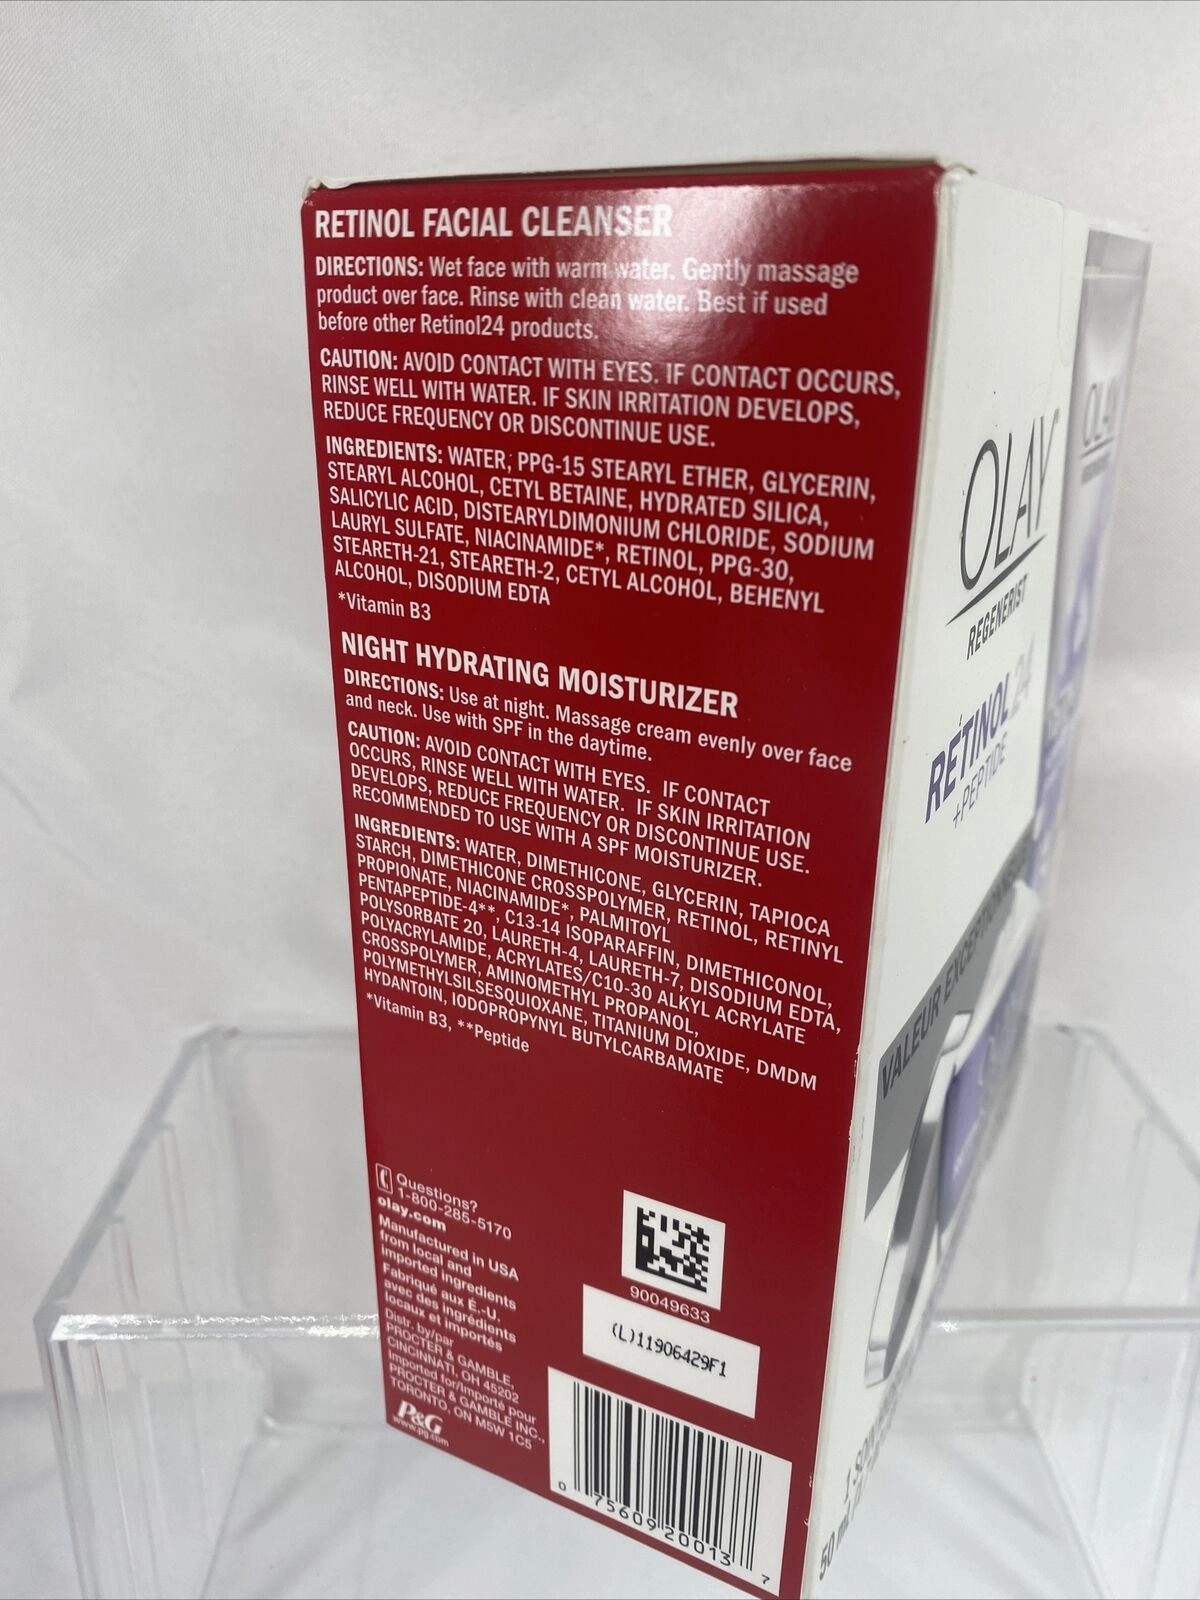 RETINOL FACIAL CLEANSER
DIRECTIONS: Wet face with warm water. Gently massage
product over face. Rinse with clean water. Best if used
before other Retinol24 products.
CAUTION: AVOID CONTACT WITH EYES. IF CONTACT OCCURS,
RINSE WELL WITH WATER. IF SKIN IRRITATION DEVELOPS,
REDUCE FREQUENCY OR DISCONTINUE USE.
INGREDIENTS: WATER, PPG-15 STEARYL ETHER, GLYCERIN,
STEARYL ALCOHOL, CETYL BETAINE, HYDRATED SILICA,
SALICYLIC ACID, DISTEARYLDIMONIUM CHLORIDE, SODIUM
LAURYL SULFATE, NIACINAMIDE*, RETINOL, PPG-30,
STEARETH-21, STEARETH-2, CETYL ALCOHOL, BEHENYL
ALCOHOL, DISODIUM EDTA
*Vitamin B3
NIGHT HYDRATING MOISTURIZER
DIRECTIONS: Use at night. Massage cream evenly over face
and neck. Use with SPF in the daytime.
CAUTION: AVOID CONTACT WITH EYES. IF CONTACT
OCCURS, RINSE WELL WITH WATER. IF SKIN IRRITATION
DEVELOPS, REDUCE FREQUENCY OR DISCONTINUE USE.
RECOMMENDED TO USE WITH A SPF MOISTURIZER.
INGREDIENTS: WATER, DIMETHICONE, GLYCERIN, TAPIOCA
STARCH, DIMETHICONE CROSSPOLYMER, RETINOL, RETINYL
PROPIONATE, NIACINAMIDE*, PALMITOYL
PENTAPEPTIDE-4**, C13-14 ISOPARAFFIN, DIMETHICONOL,
POLYSORBATE 20, LAURETH-4, LAURETH-7, DISODIUM EDTA,
POLYACRYLAMIDE, ACRYLATES/C10-30 ALKYL ACRYLATE
CROSSPOLYMER, AMINOMETHYL PROPANOL,
POLYMETHYLSILSESQUIOXANE, TITANIUM DIOXIDE, DMDM
HYDANTOIN, IODOPROPYNYL BUTYLCARBAMATE
*Vitamin B3, **Peptide
Questions?
1-800-285-5170
olay.com
Manufactured in USA
from local and
imported ingredients
Fabriqué aux É.-U.
avec des ingrédients
locaux et importés
Distr. by/par
PROCTER & GAMBLE,
CINCINNATI, OH 45202
Imported for/Importé pour
PROCTER & GAMBLE INC.,
TORONTO, ON M5W 1C5
P&G
www.pg.com
90049633
(L)11906429F1
0 75609 20013 7
OLAY
REGENERIST
RETINOL24
+PEPTIDE
VALEUR
50 mL
OLAY